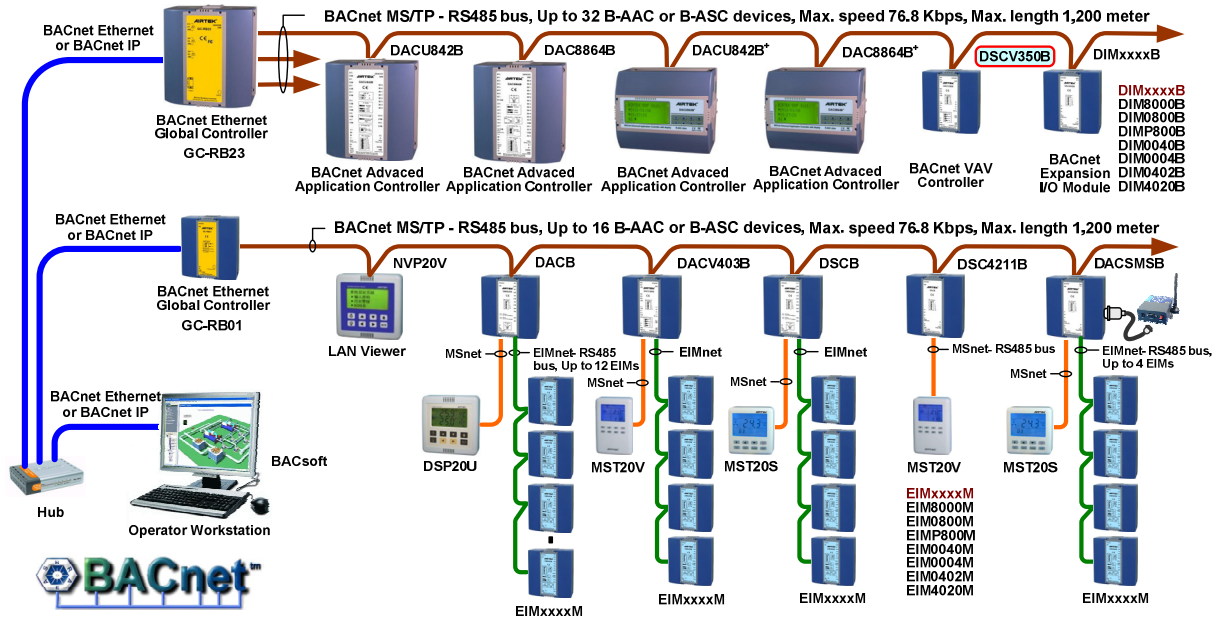 BACnet MS/TP - RS485 bus, Up to 32 B-AAC or B-ASC devices, Max. speed 76.8 Kbps, Max. length 1,200 meter
BACnet Ethernet
or BACnet IP
AIRTEK
BACnet Ethernet
Global Controller
GC-RB23
DACU842B
BACnet Advaced
Application Controller
DAC8864B
BACnet Advaced
Application Controller
DACU842B+
AIRTEK
BACnet Advaced
Application Controller
DAC8864B+
AIRTEK
BACnet Advaced
Application Controller
DSCV350B
BACnet VAV
Controller
DIMxxxxB
BACnet
Expansion
I/O Module
DIMxxxxB
DIM8000B
DIM0800B
DIMP800B
DIM0040B
DIM0004B
DIM0402B
DIM4020B
BACnet MS/TP - RS485 bus, Up to 16 B-AAC or B-ASC devices, Max. speed 76.8 Kbps, Max. length 1,200 meter
BACnet Ethernet
or BACnet IP
BACnet Ethernet
Global Controller
GC-RB01
NVP20V
LAN Viewer
DACB
DACV403B
DSCB
DSC4211B
DACSMSB
MSnet
EIMnet- RS485
bus, Up to 12 EIMs
MSnet
EIMnet
MSnet
EIMnet
MSnet- RS485 bus
MSnet
EIMnet- RS485 bus,
Up to 4 EIMs
DSP20U
MST20V
MST20S
MST20V
MST20S
EIMxxxxM
EIM8000M
EIM0800M
EIMP800M
EIM0040M
EIM0004M
EIM0402M
EIM4020M
EIMxxxxM
EIMxxxxM
EIMxxxxM
EIMxxxxM
BACnet Ethernet
or BACnet IP
BACsoft
Hub
Operator Workstation
BACnet™